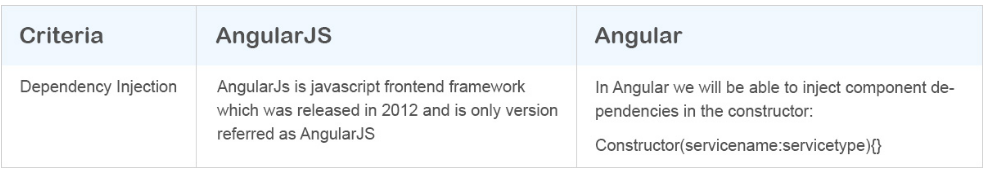 Criteria
AngularJS
Angular
Dependency Injection
AngularJs is javascript frontend framework
which was released in 2012 and is only version
referred as AngularJS
In Angular we will be able to inject component de-
pendencies in the constructor:
Constructor(servicename:servicetype){}